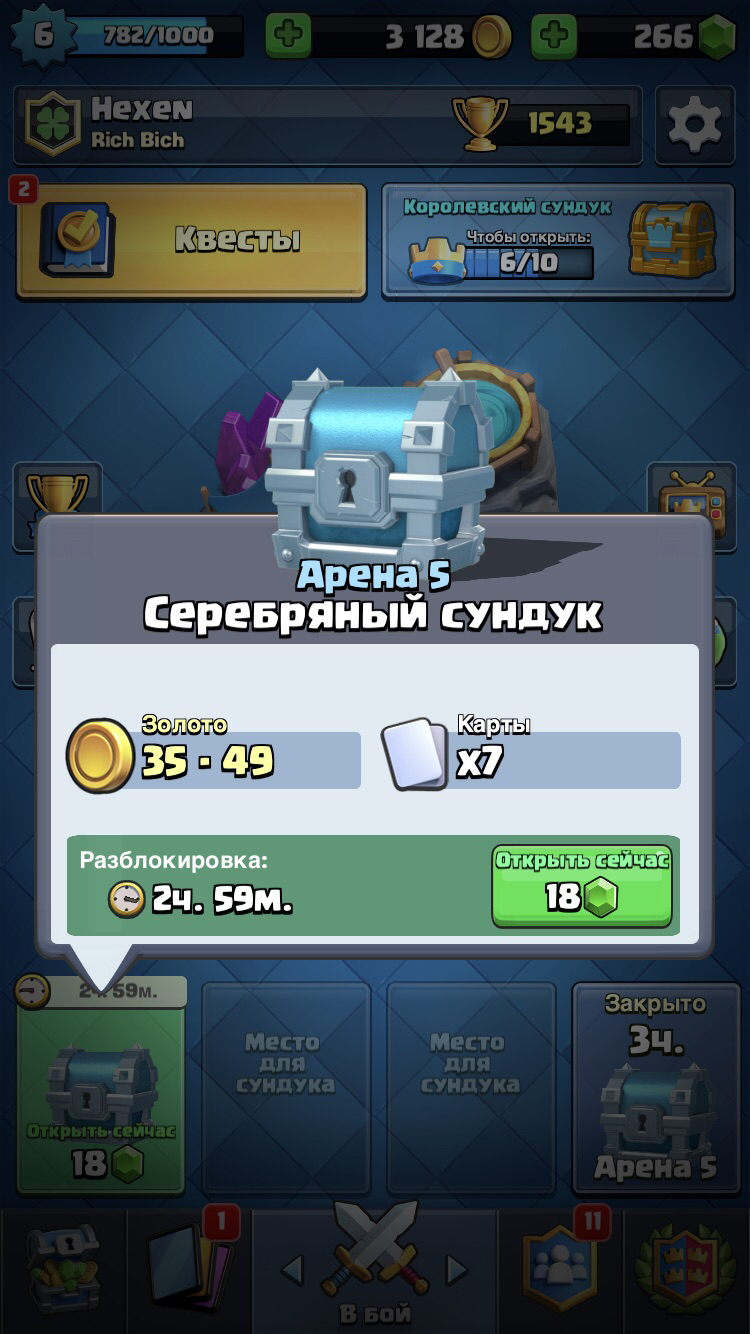 6
782/1000
3 128
266
Hexen
Rich Bich
1543
2
Квесты
Королевский сундук
Чтобы открыть:
6/10
Арена 5
Серебряный сундук
Золото
35 - 49
Карты
x7
Разблокировка:
2ч. 59м.
Открыть сейчас
18
2ч. 59м.
Открыть сейчас
18
Место
для
сундука
Место
для
сундука
Закрыто
3ч.
Арена 5
1
В бой
11